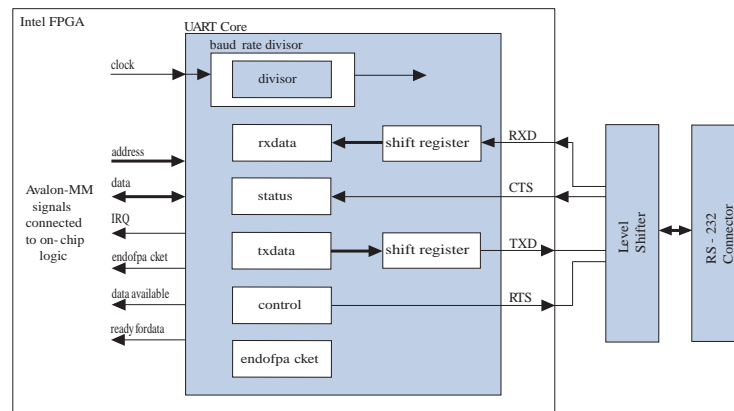 Intel FPGA
UART Core
baud rate divisor
clock
divisor
rxdata
shift register
RXD
address
data
status
CTS
Avalon-MM
signals
connected
to on-chip
logic
IRQ
txdata
shift register
TXD
endofpa cket
data available
control
RTS
ready for data
endofpa cket
Level
Shifter
RS - 232
Connector